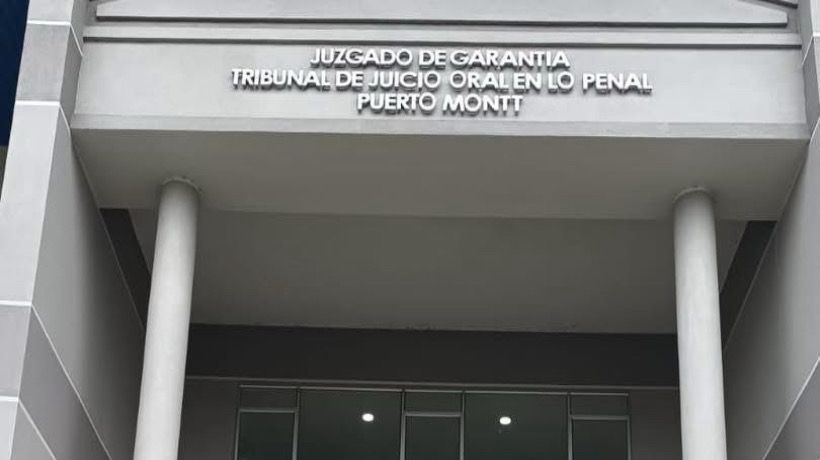 JUZGADO DE GARANTIA
TRIBUNAL DE JUICIO ORAL EN LO PENAL
PUERTO MONTT